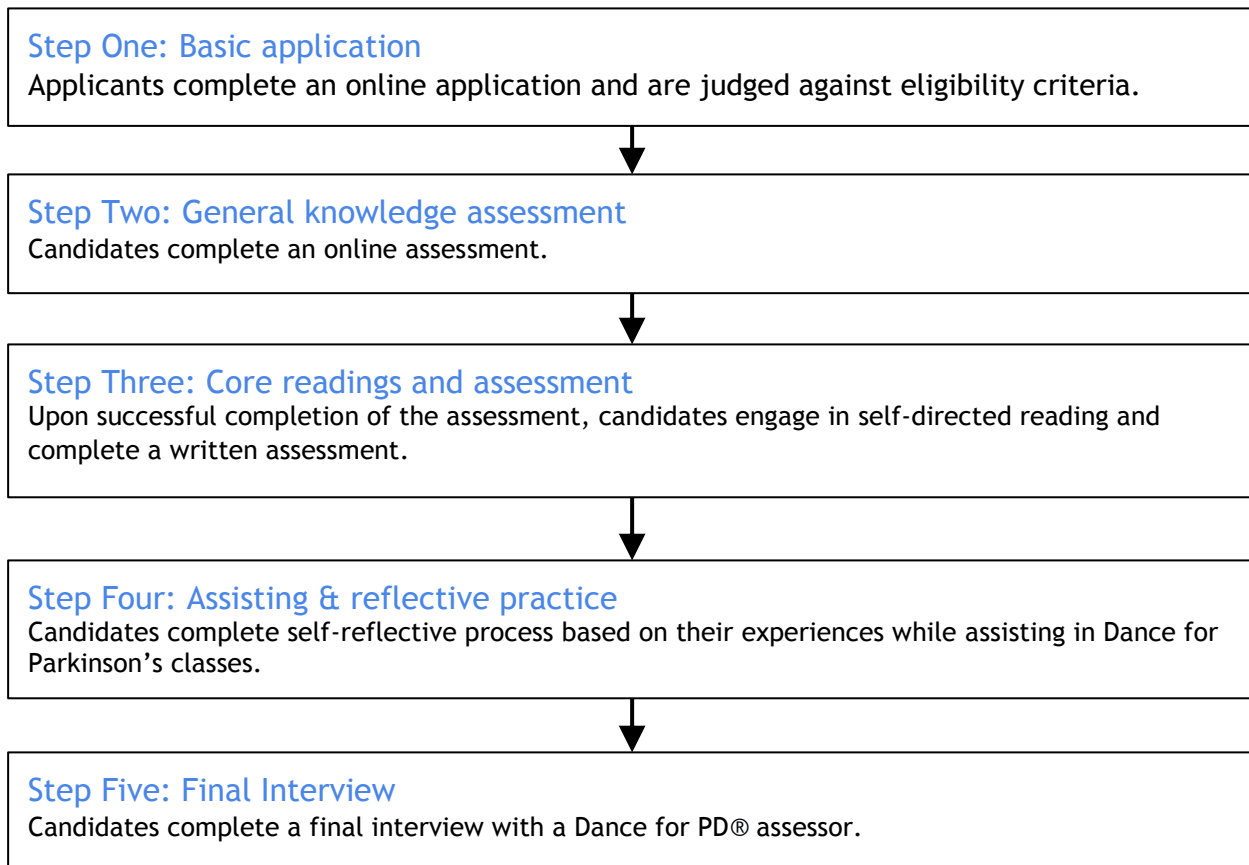 Step One: Basic application
Applicants complete an online application and are judged against eligibility criteria.
Step Two: General knowledge assessment
Candidates complete an online assessment.
Step Three: Core readings and assessment
Upon successful completion of the assessment, candidates engage in self-directed reading and
complete a written assessment.
Step Four: Assisting & reflective practice
Candidates complete self-reflective process based on their experiences while assisting in Dance for
Parkinson’s classes.
Step Five: Final Interview
Candidates complete a final interview with a Dance for PD® assessor.